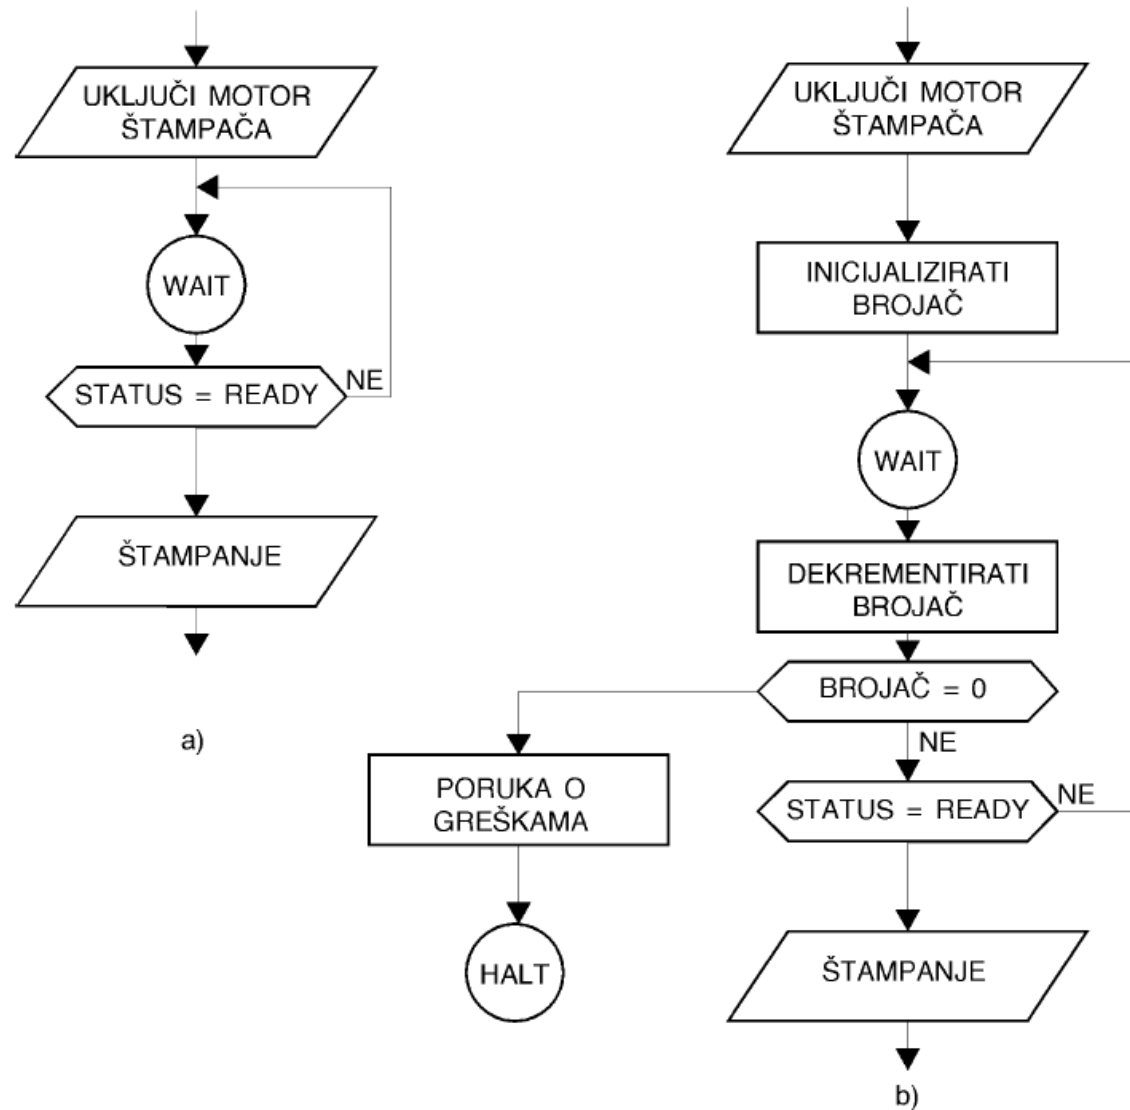 UKLJUČI MOTOR
ŠTAMPAČA
WAIT
STATUS = READY
NE
ŠTAMPANJE
a)
UKLJUČI MOTOR
ŠTAMPAČA
INICIJALIZIRATI
BROJAČ
WAIT
DEKREMENTIRATI
BROJAČ
BROJAČ = 0
NE
PORUKA O
GREŠKAMA
HALT
STATUS = READY
NE
ŠTAMPANJE
b)